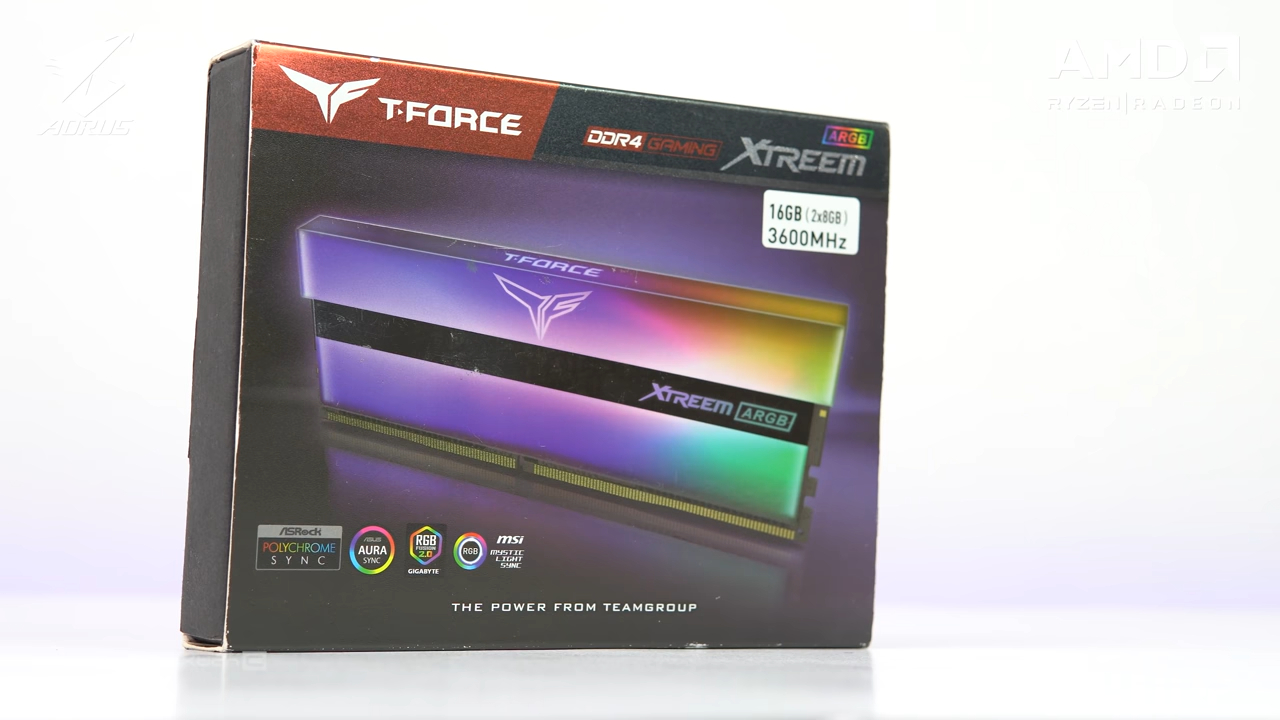 AORUS
AMD
RYZEN|RADEON
T-FORCE
DDR4 GAMING
XTREEM
ARGB
16GB (2x8GB)
3600MHz
T-FORCE
XTREEM ARGB
ASRock
POLYCHROME
SYNC
ASUS
AURA
SYNC
RGB
FUSION
2.0
GIGABYTE
RGB
msi
MYSTIC
LIGHT
SYNC
THE POWER FROM TEAMGROUP